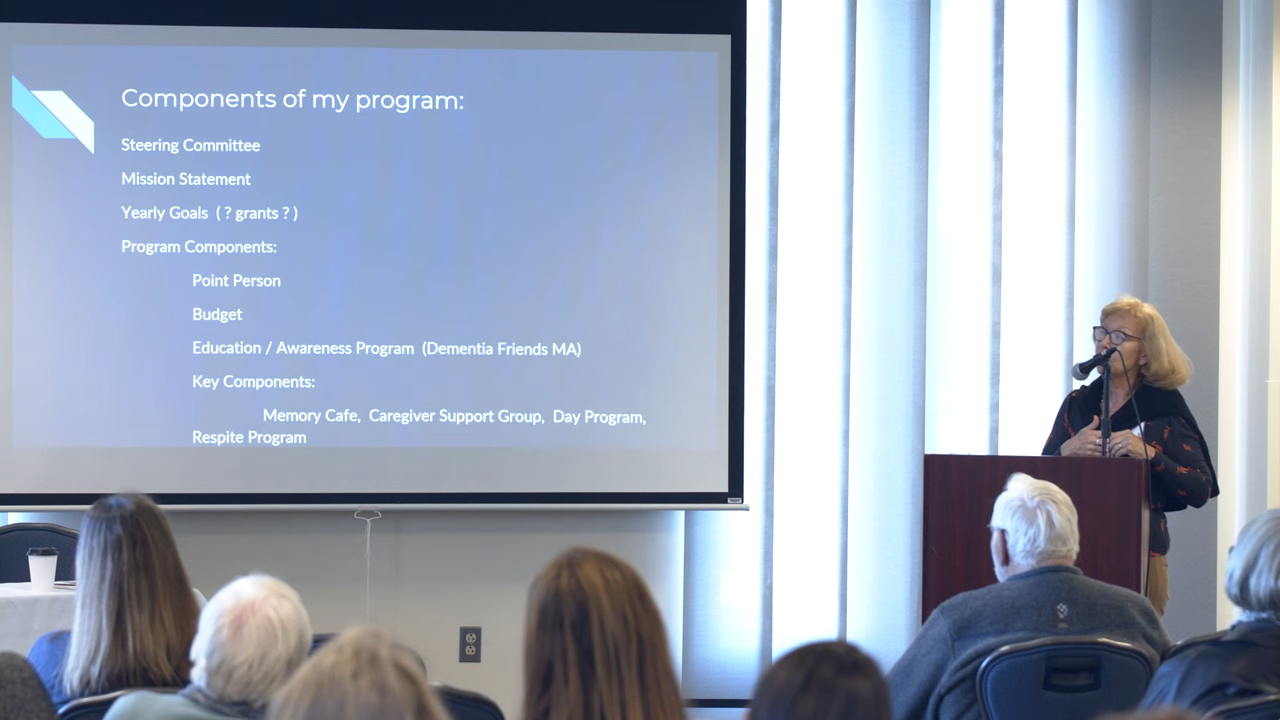 Components of my program:
Steering Committee
Mission Statement
Yearly Goals ( ? grants ? )
Program Components:
Point Person
Budget
Education / Awareness Program (Dementia Friends MA)
Key Components:
Memory Cafe, Caregiver Support Group, Day Program,
Respite Program